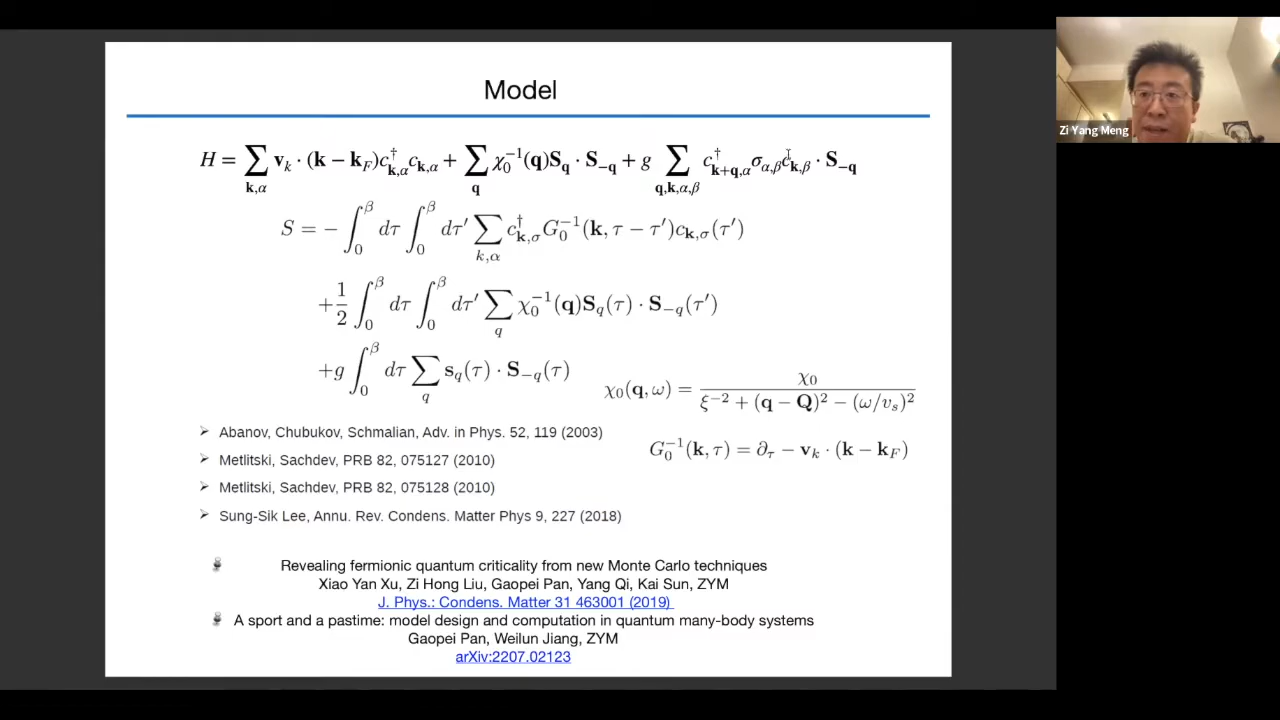 Model
H = ∑_{k,α} v_k · (k − k_F) c†_{k,α} c_{k,α} + ∑_q χ_0^{−1}(q) S_q · S_{−q} + g ∑_{q,k,α,β} c†_{k+q,α} σ_{α,β} c_{k,β} · S_{−q}
S = − ∫_0^β dτ ∫_0^β dτ′ ∑_{k,α} c†_{k,σ} G_0^{−1}(k, τ − τ′) c_{k,σ}(τ′)
+ 1/2 ∫_0^β dτ ∫_0^β dτ′ ∑_q χ_0^{−1}(q) S_q(τ) · S_{−q}(τ′)
+g ∫_0^β dτ ∑_q s_q(τ) · S_{−q}(τ)
χ_0(q, ω) = χ_0 / (ξ^{−2} + (q − Q)^2 − (ω/v_s)^2)
G_0^{−1}(k, τ) = ∂_τ − v_k · (k − k_F)
➢ Abanov, Chubukov, Schmalian, Adv. in Phys. 52, 119 (2003)
➢ Metlitski, Sachdev, PRB 82, 075127 (2010)
➢ Metlitski, Sachdev, PRB 82, 075128 (2010)
➢ Sung-Sik Lee, Annu. Rev. Condens. Matter Phys 9, 227 (2018)
Revealing fermionic quantum criticality from new Monte Carlo techniques
Xiao Yan Xu, Zi Hong Liu, Gaopei Pan, Yang Qi, Kai Sun, ZYM
J. Phys.: Condens. Matter 31 463001 (2019)
A sport and a pastime: model design and computation in quantum many-body systems
Gaopei Pan, Weilun Jiang, ZYM
arXiv:2207.02123
Zi Yang Meng